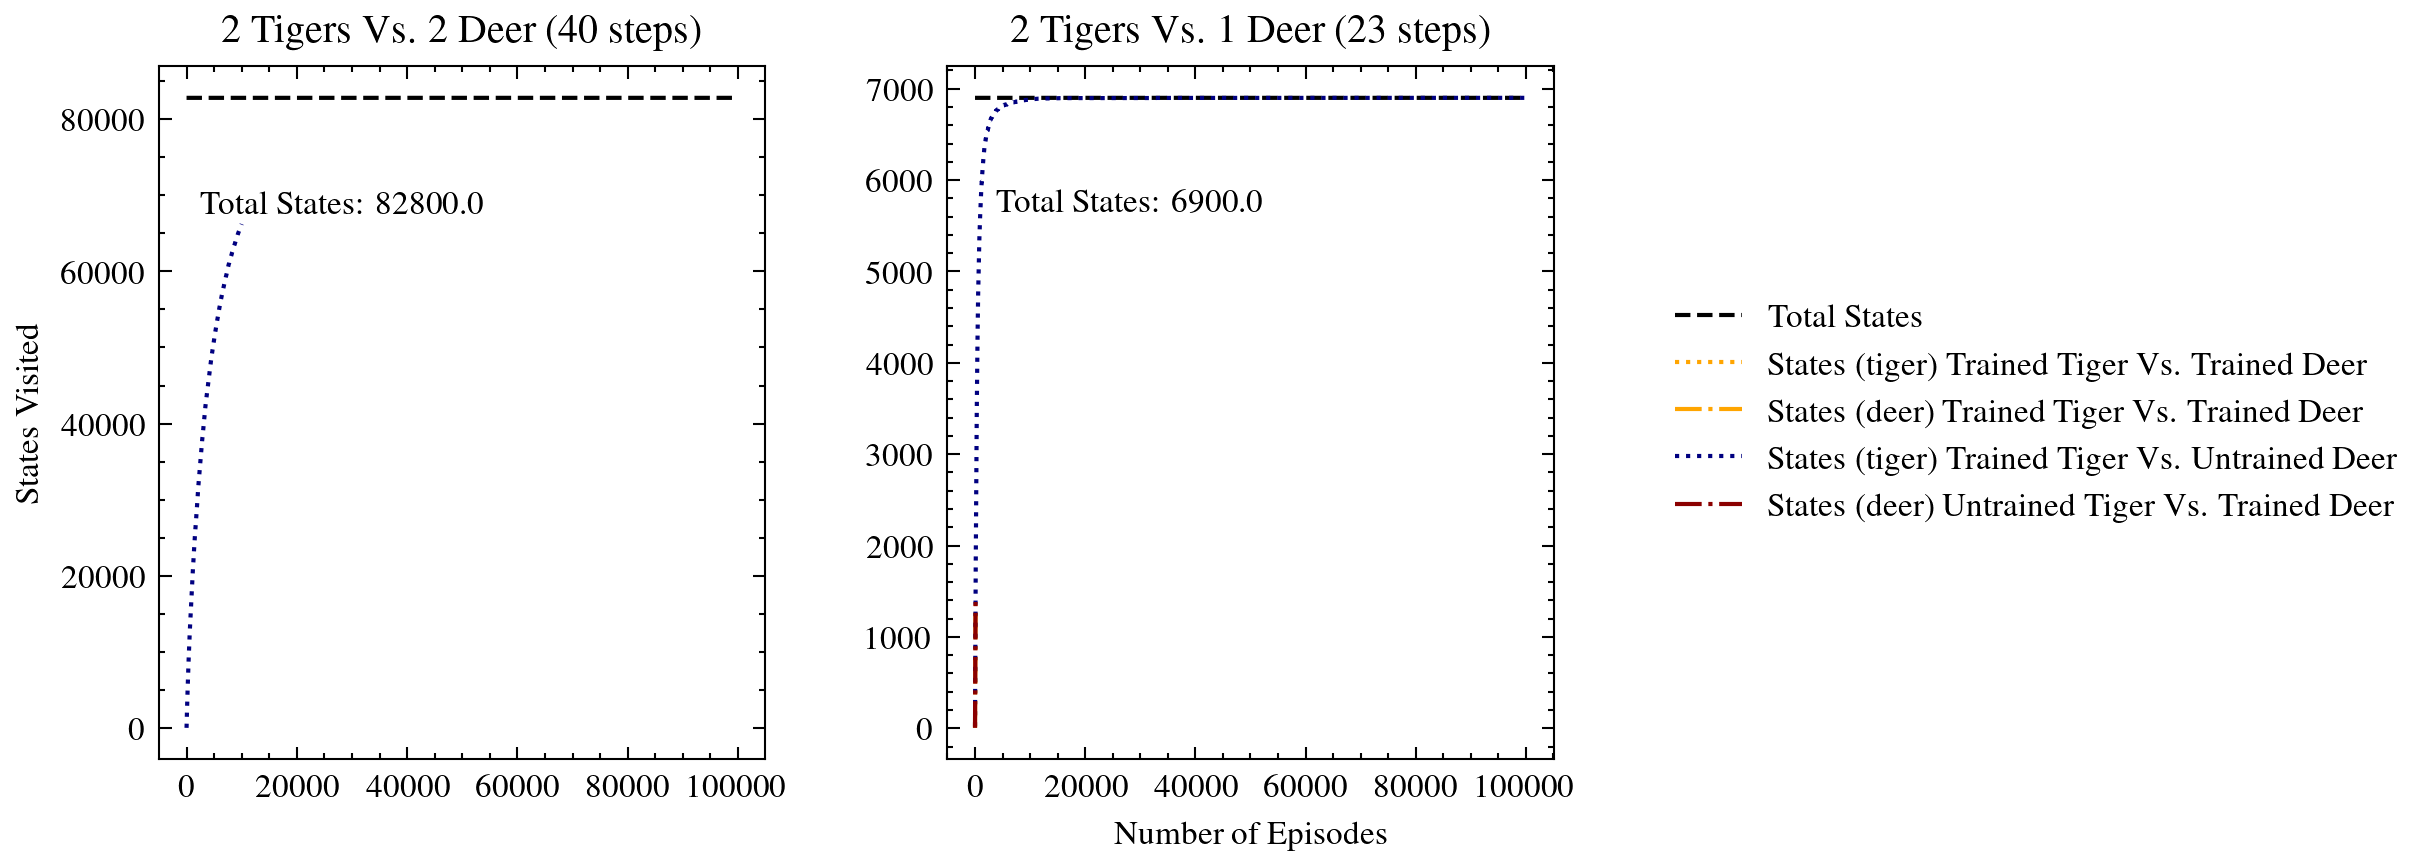 2 Tigers Vs. 2 Deer (40 steps)
80000
60000
40000
20000
0
States Visited
Total States: 82800.0
0 20000 40000 60000 80000 100000
2 Tigers Vs. 1 Deer (23 steps)
7000
6000
5000
4000
3000
2000
1000
0
Total States: 6900.0
0 20000 40000 60000 80000 100000
Number of Episodes
Total States
States (tiger) Trained Tiger Vs. Trained Deer
States (deer) Trained Tiger Vs. Trained Deer
States (tiger) Trained Tiger Vs. Untrained Deer
States (deer) Untrained Tiger Vs. Trained Deer